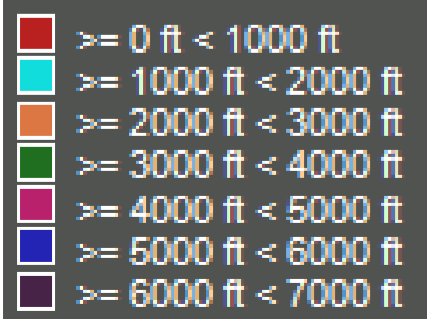 >= 0 ft < 1000 ft
>= 1000 ft < 2000 ft
>= 2000 ft < 3000 ft
>= 3000 ft < 4000 ft
>= 4000 ft < 5000 ft
>= 5000 ft < 6000 ft
>= 6000 ft < 7000 ft